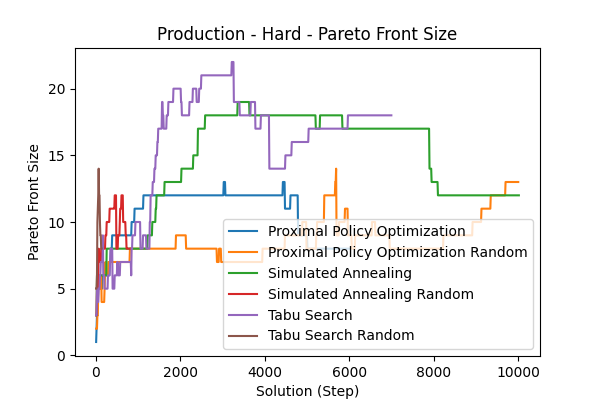 Production - Hard - Pareto Front Size
Pareto Front Size
20
15
10
5
0
Proximal Policy Optimization
Proximal Policy Optimization Random
Simulated Annealing
Simulated Annealing Random
Tabu Search
Tabu Search Random
0 2000 4000 6000 8000 10000
Solution (Step)